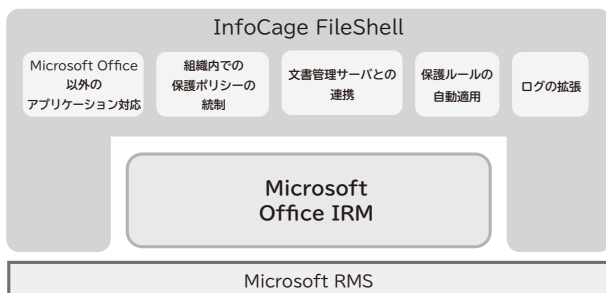 InfoCage FileShell
Microsoft Office
以外の
アプリケーション対応
組織内での
保護ポリシーの
統制
文書管理サーバとの
連携
保護ルールの
自動適用
ログの拡張
Microsoft
Office IRM
Microsoft RMS